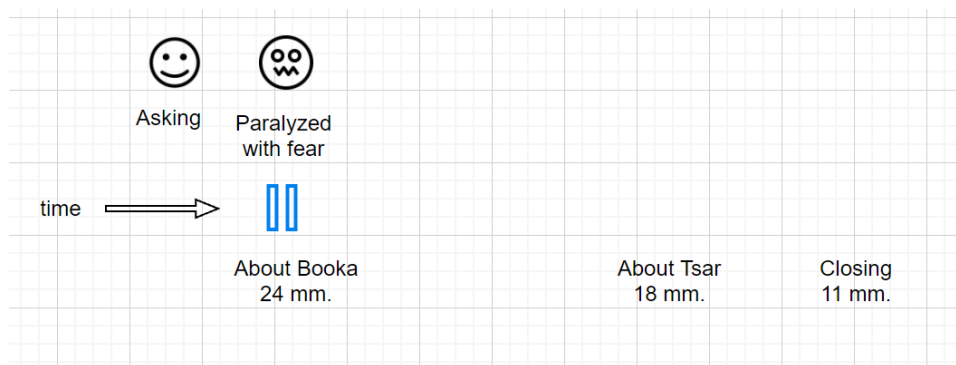 Asking
Paralyzed
with fear
time
About Booka
24 mm.
About Tsar
18 mm.
Closing
11 mm.